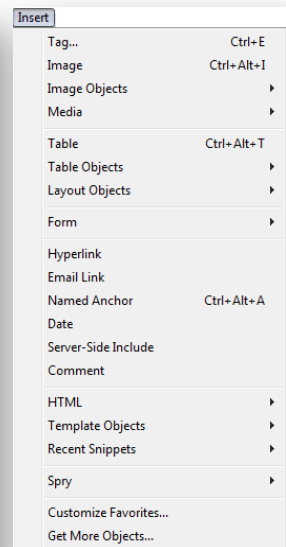 Insert
Tag... Ctrl+E
Image Ctrl+Alt+I
Image Objects
Media
Table Ctrl+Alt+T
Table Objects
Layout Objects
Form
Hyperlink
Email Link
Named Anchor Ctrl+Alt+A
Date
Server-Side Include
Comment
HTML
Template Objects
Recent Snippets
Spry
Customize Favorites...
Get More Objects...